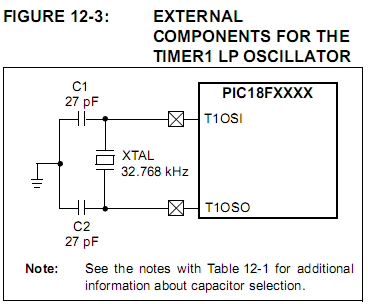 FIGURE 12-3: EXTERNAL
COMPONENTS FOR THE
TIMER1 LP OSCILLATOR
C1
27 pF
PIC18FXXXX
T1OSI
XTAL
32.768 kHz
T1OSO
C2
27 pF
Note: See the notes with Table 12-1 for additional
information about capacitor selection.